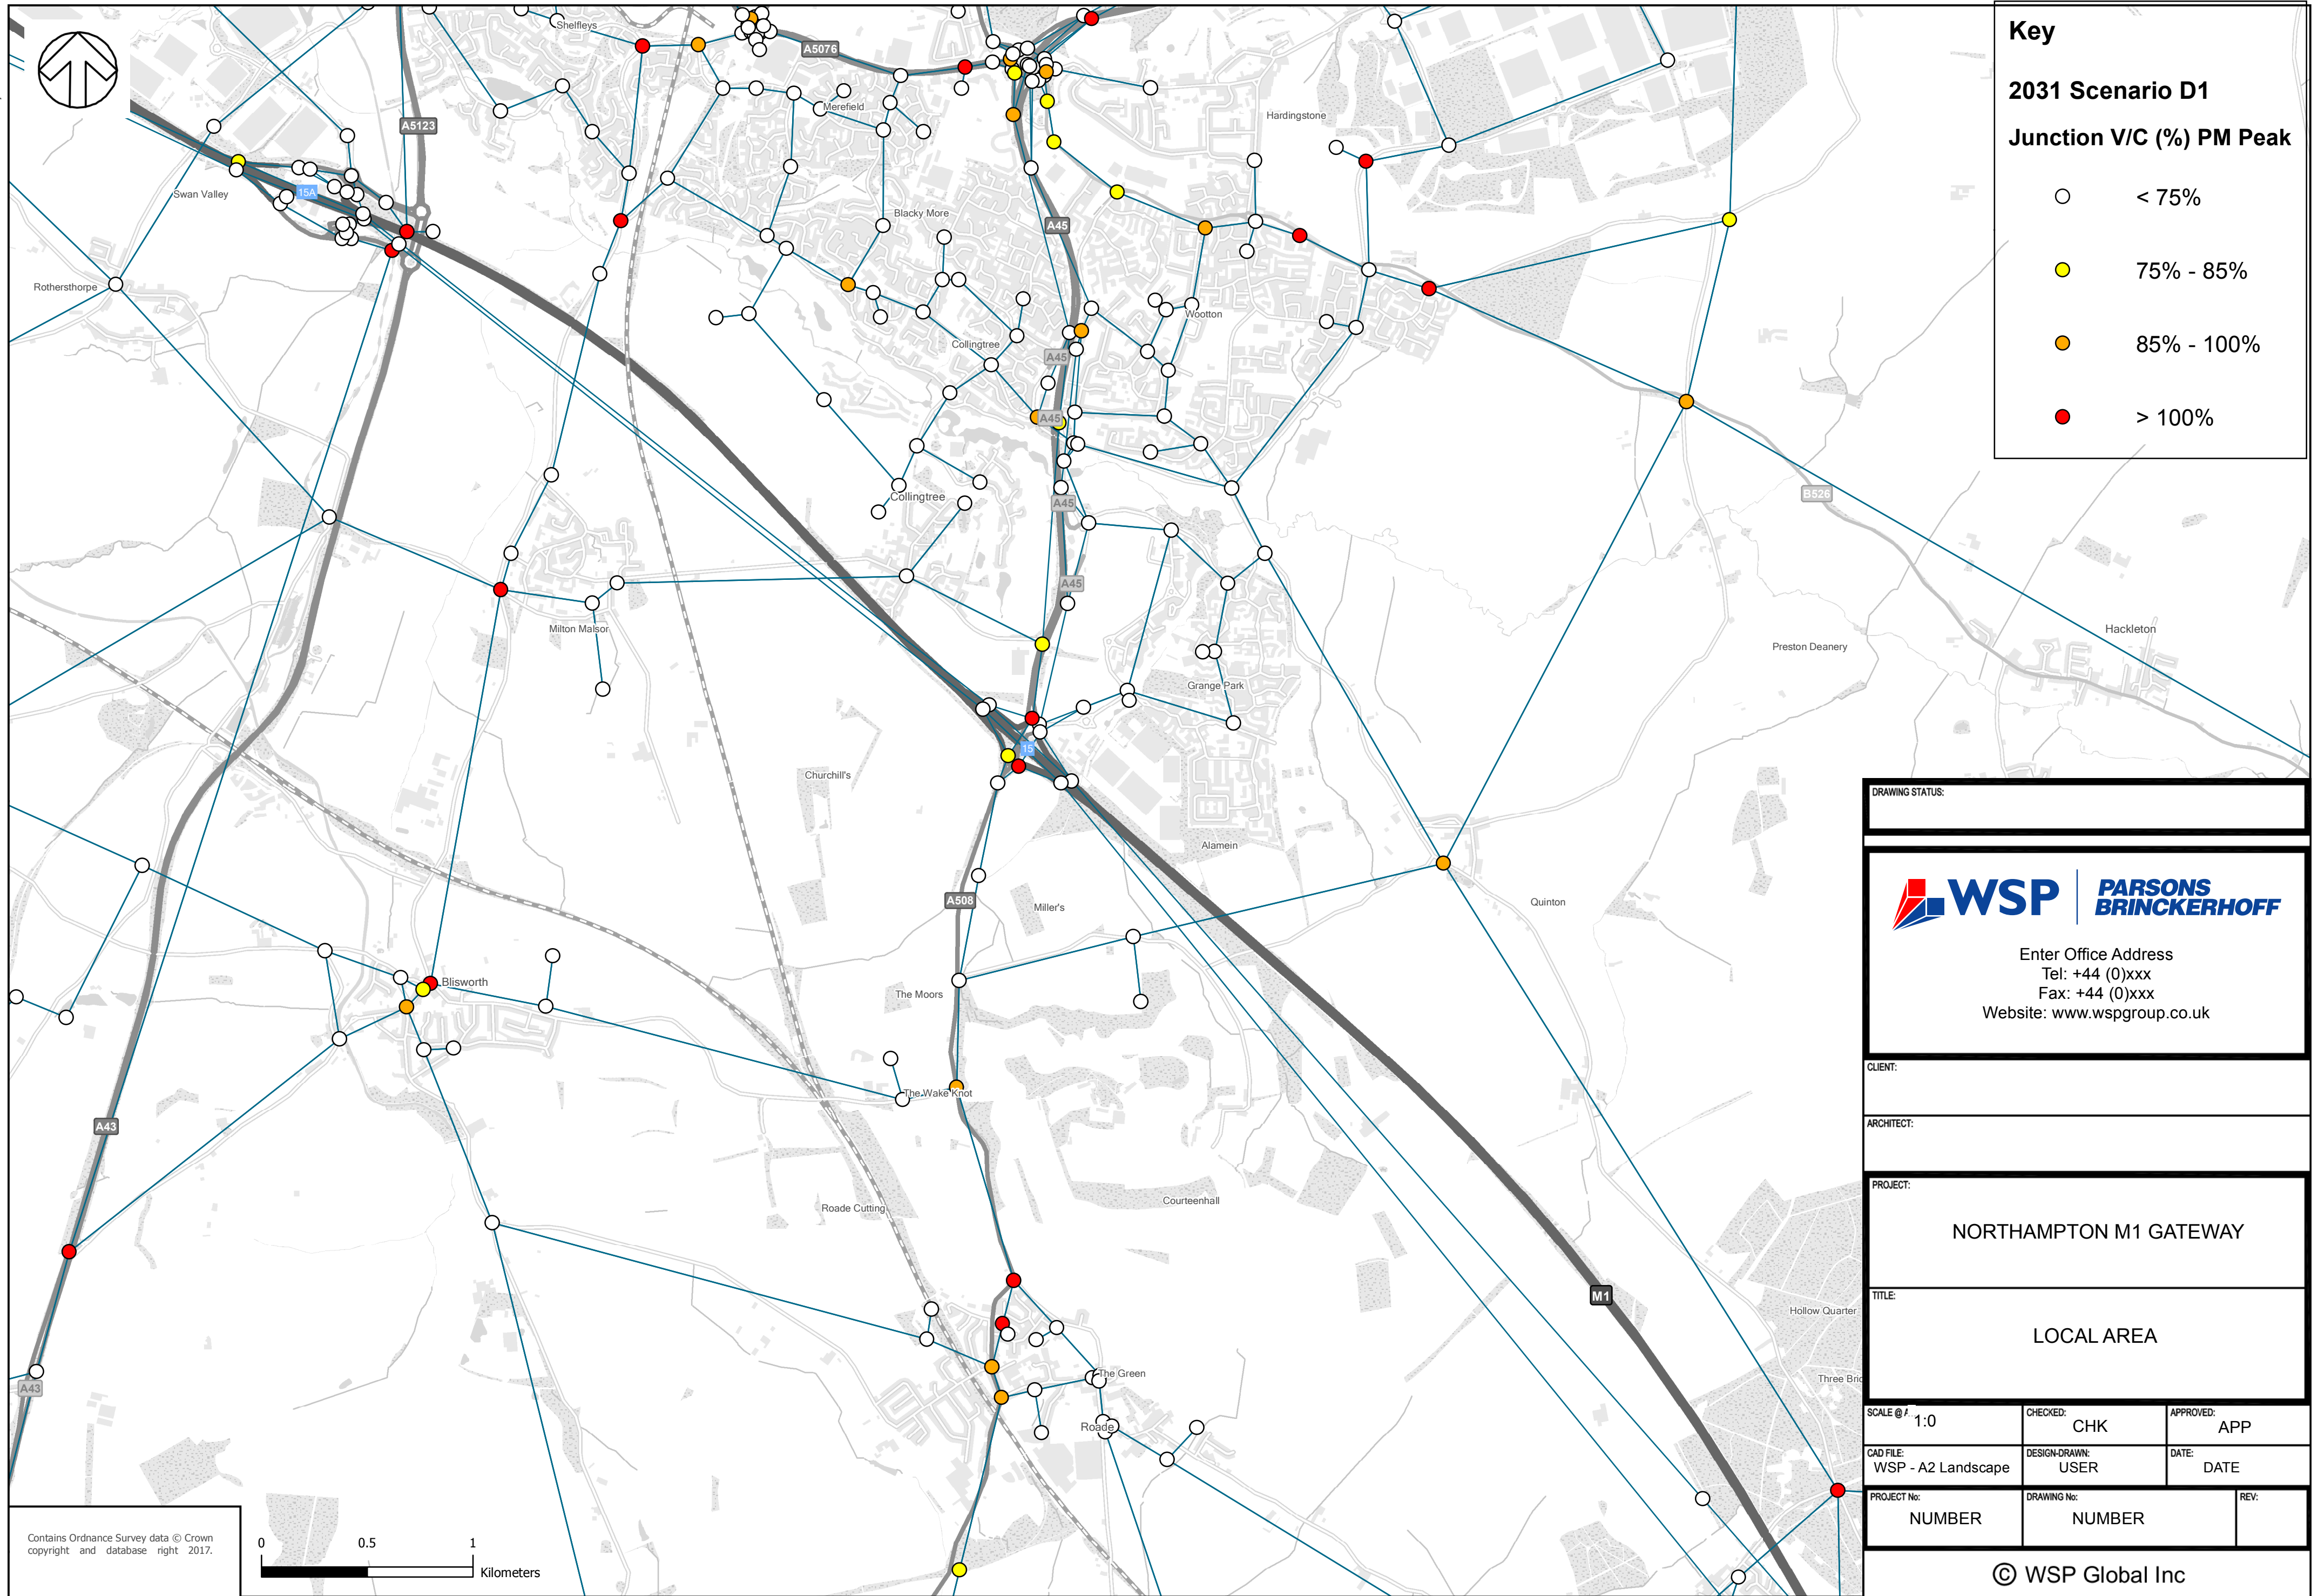 Key
2031 Scenario D1
Junction V/C (%) PM Peak
< 75%
75% - 85%
85% - 100%
> 100%
Shelfleys
A5076
Merefield
Hardingstone
A5123
Swan Valley
15A
Blacky More
A45
Rothersthorpe
Wootton
Collingtree
A45
A45
B526
Collingtree
A45
A45
Milton Malsor
Hackleton
Preston Deanery
Grange Park
15
Churchill's
Alamein
A508
Miller's
Quinton
Blisworth
The Moors
The Wake Knot
A43
Roade Cutting
Courteenhall
M1
Hollow Quarter
The Green
Three Bri
A43
Roade
DRAWING STATUS:
WSP
PARSONS
BRINCKERHOFF
Enter Office Address
Tel: +44 (0)xxx
Fax: +44 (0)xxx
Website: www.wspgroup.co.uk
CLIENT:
ARCHITECT:
PROJECT:
NORTHAMPTON M1 GATEWAY
TITLE:
LOCAL AREA
SCALE @ A
1:0
CHECKED:
CHK
APPROVED:
APP
CAD FILE:
WSP - A2 Landscape
DESIGN-DRAWN:
USER
DATE:
DATE
PROJECT No:
NUMBER
DRAWING No:
NUMBER
REV:
© WSP Global Inc
Contains Ordnance Survey data © Crown
copyright and database right 2017.
0 0.5 1
Kilometers